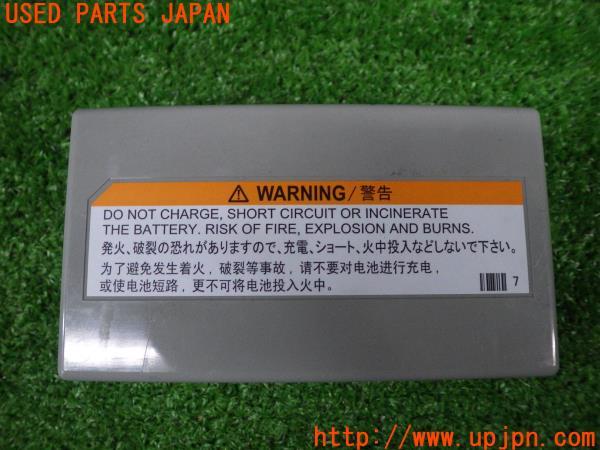 USED PARTS JAPAN
⚠ WARNING/警告
DO NOT CHARGE, SHORT CIRCUIT OR INCINERATE
THE BATTERY. RISK OF FIRE, EXPLOSION AND BURNS.
発火、破裂の恐れがありますので、充電、ショート、火中投入などしないで下さい。
为了避免发生着火，破裂等事故，请不要对电池进行充电，
或使电池短路，更不可将电池投入火中。
7
http://www.upjpn.com/